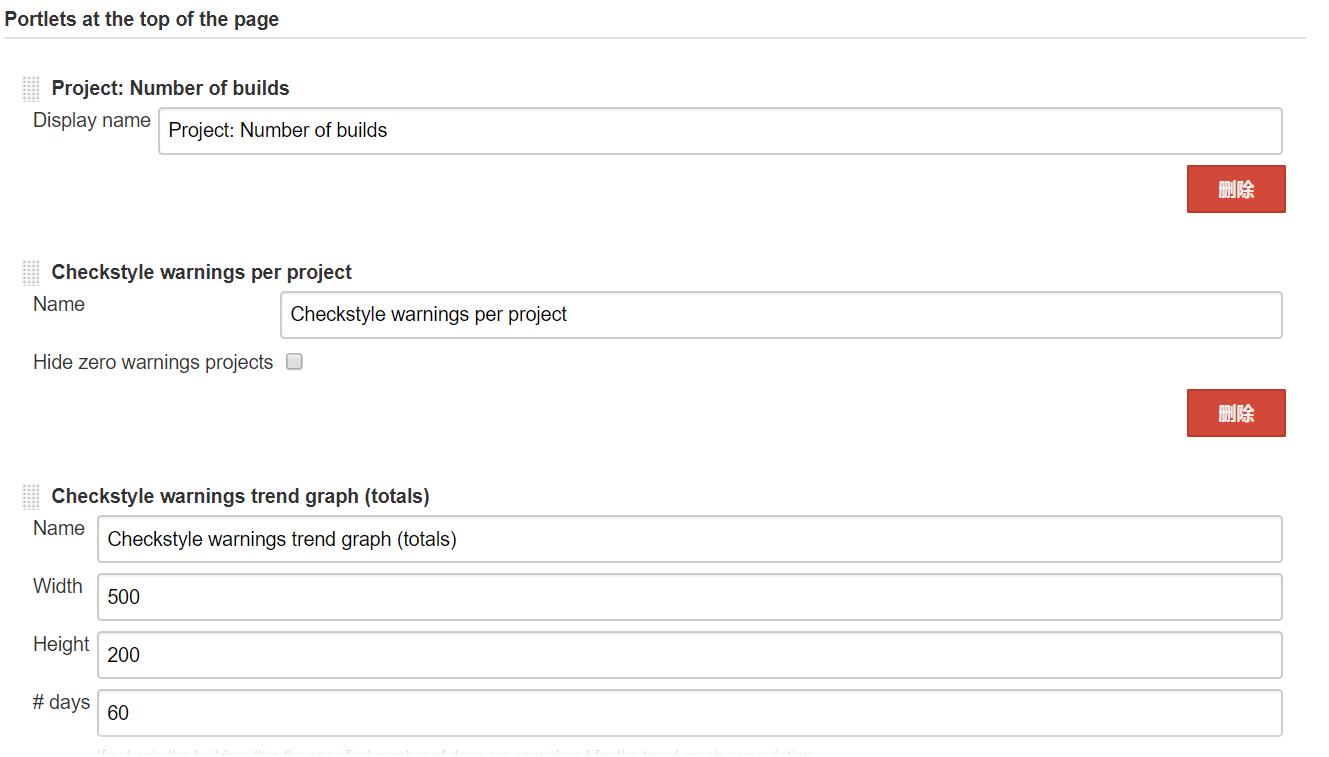 Portlets at the top of the page
Project: Number of builds
Display name Project: Number of builds
删除
Checkstyle warnings per project
Name Checkstyle warnings per project
Hide zero warnings projects
删除
Checkstyle warnings trend graph (totals)
Name Checkstyle warnings trend graph (totals)
Width 500
Height 200
# days 60